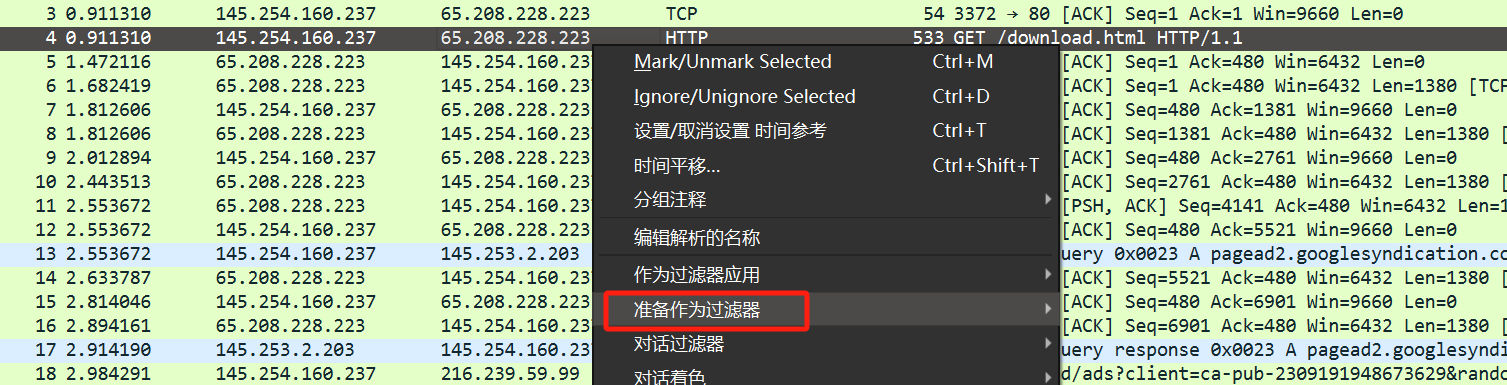 3 0.911310 145.254.160.237 65.208.228.223 TCP 54 3372 → 80 [ACK] Seq=1 Ack=1 Win=9660 Len=0
4 0.911310 145.254.160.237 65.208.228.223 HTTP 533 GET /download.html HTTP/1.1
5 1.472116 65.208.228.223 145.254.160.23 Mark/Unmark Selected Ctrl+M [ACK] Seq=1 Ack=480 Win=6432 Len=0
6 1.682419 65.208.228.223 145.254.160.23 Ignore/Unignore Selected Ctrl+D [ACK] Seq=1 Ack=480 Win=6432 Len=1380 [TCP
7 1.812606 145.254.160.237 65.208.228.22 设置/取消设置 时间参考 Ctrl+T [ACK] Seq=480 Ack=1381 Win=9660 Len=0
8 1.812606 65.208.228.223 145.254.160.23 [ACK] Seq=1381 Ack=480 Win=6432 Len=1380 [
9 2.012894 145.254.160.237 65.208.228.22 时间平移... Ctrl+Shift+T [ACK] Seq=480 Ack=2761 Win=9660 Len=0
10 2.443513 65.208.228.223 145.254.160.23 [ACK] Seq=2761 Ack=480 Win=6432 Len=1380 [
11 2.553672 65.208.228.223 145.254.160.23 分组注释 [PSH, ACK] Seq=4141 Ack=480 Win=6432 Len=1
12 2.553672 145.254.160.237 65.208.228.22 编辑解析的名称 [ACK] Seq=480 Ack=5521 Win=9660 Len=0
13 2.553672 145.254.160.237 145.253.2.203 uery 0x0023 A pagead2.googlesyndication.co
14 2.633787 65.208.228.223 145.254.160.23 作为过滤器应用 [ACK] Seq=5521 Ack=480 Win=6432 Len=1380 [
15 2.814046 145.254.160.237 65.208.228.22 准备作为过滤器 [ACK] Seq=480 Ack=6901 Win=9660 Len=0
16 2.894161 65.208.228.223 145.254.160.23 [ACK] Seq=6901 Ack=480 Win=6432 Len=1380 [
17 2.914190 145.253.2.203 145.254.160.23 对话过滤器 uery response 0x0023 A pagead2.googlesyndi
18 2.984291 145.254.160.237 216.239.59.99 对话着色 d/ads?client=ca-pub-2309191948673629&rando